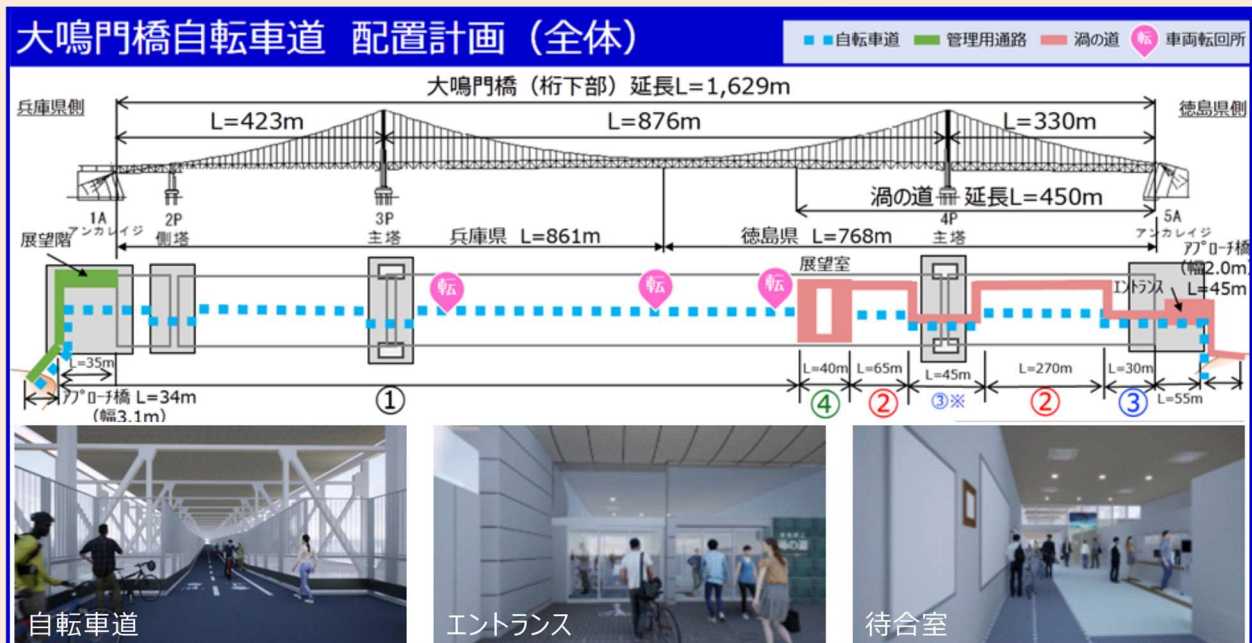 大鳴門橋自転車道 配置計画（全体）
自転車道 管理用通路 渦の道 転 車両転回所
大鳴門橋（桁下部）延長L=1,629m
兵庫県側
徳島県側
L=423m
L=876m
L=330m
渦の道 延長L=450m
1A
アンカレイジ
2P
側塔
3P
主塔
4P
主塔
5A
アンカレイジ
展望階
兵庫県 L=861m
徳島県 L=768m
アプローチ橋
(幅2.0m)
L=45m
展望室
エントランス
転
転
転
L=35m
L=40m
L=65m
L=45m
L=270m
L=30m
L=55m
アプローチ橋 L=34m
(幅3.1m)
①
④
②
③※
②
③
渦の道
自転車道
エントランス
待合室